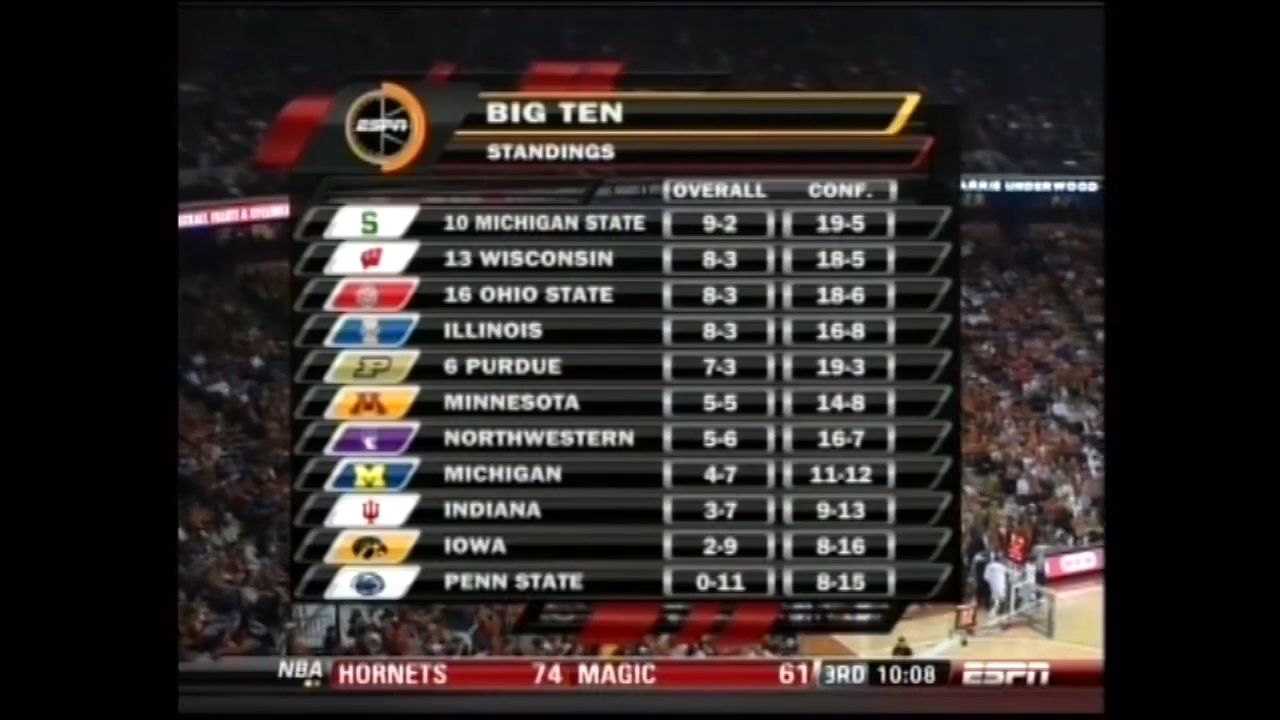 ESPN
BIG TEN
STANDINGS
OVERALL CONF.
10 MICHIGAN STATE 9-2 19-5
13 WISCONSIN 8-3 18-5
16 OHIO STATE 8-3 18-6
ILLINOIS 8-3 16-8
6 PURDUE 7-3 19-3
MINNESOTA 5-5 14-8
NORTHWESTERN 5-6 16-7
MICHIGAN 4-7 11-12
INDIANA 3-7 9-13
IOWA 2-9 8-16
PENN STATE 0-11 8-15
UNDERWOOD
NBA HORNETS 74 MAGIC 61 3RD 10:08 ESPN